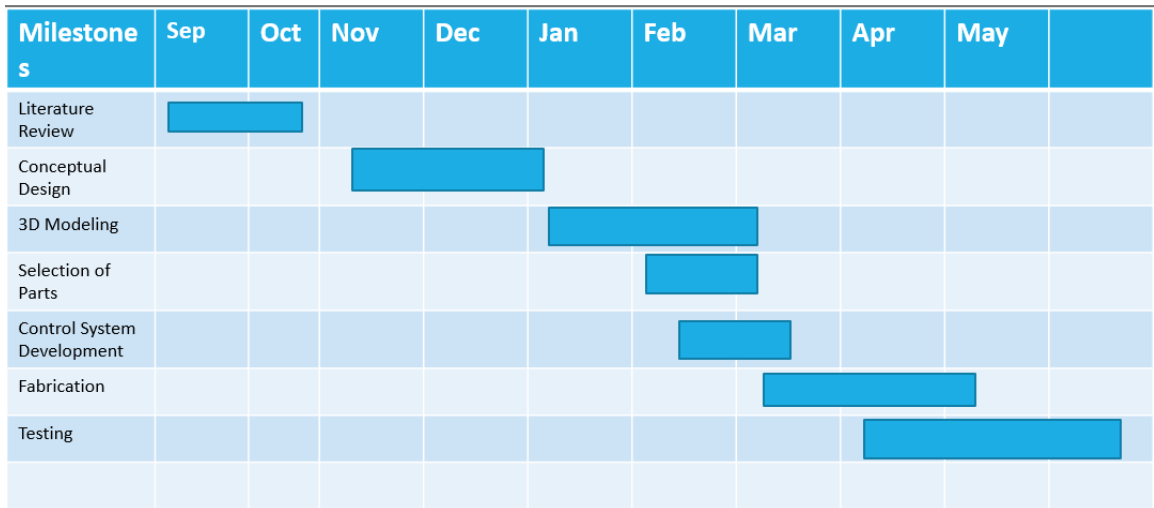 Milestone Sep Oct Nov Dec Jan Feb Mar Apr May
s
Literature
Review
Conceptual
Design
3D Modeling
Selection of
Parts
Control System
Development
Fabrication
Testing